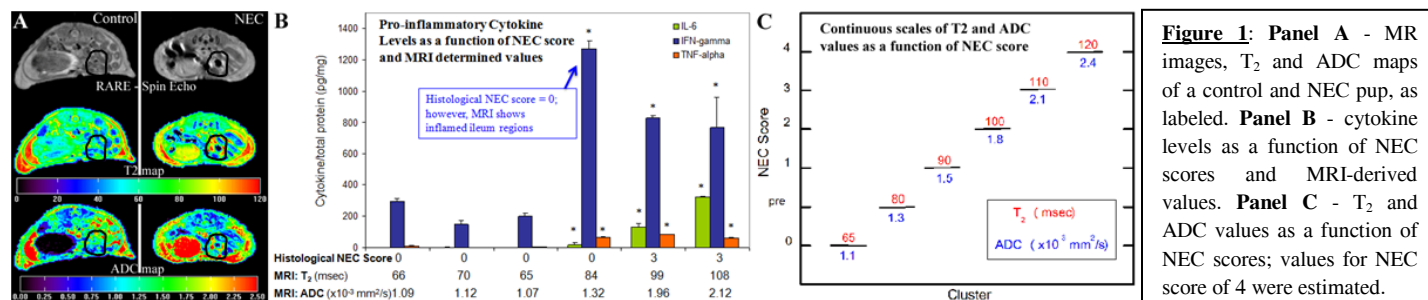 A Control NEC
RARE - Spin Echo
T2 map
0 20 40 60 80 100 120
ADC map
0.00 0.25 0.50 0.75 1.00 1.25 1.50 1.75 2.00 2.25 2.50
B
Pro-inflammatory Cytokine
Levels as a function of NEC score
and MRI determined values
IL-6
IFN-gamma
TNF-alpha
Histological NEC score = 0;
however, MRI shows
inflamed ileum regions
Cytokine/total protein (pg/mg)
1400
1200
1000
800
600
400
200
0
* * * * * * * * *
Histological NEC Score 0 0 0 0 3 3
MRI: T2 (msec) 66 70 65 84 99 108
MRI: ADC (x10-3 mm2/s) 1.09 1.12 1.07 1.32 1.96 2.12
C
Continuous scales of T2 and ADC
values as a function of NEC score
NEC Score
4
3
2
1
pre
0
120
2.4
110
2.1
100
1.8
90
1.5
80
1.3
65
1.1
T2 (msec)
ADC (x10-3 mm2/s)
Cluster
Figure 1: Panel A - MR
images, T2 and ADC maps
of a control and NEC pup, as
labeled. Panel B - cytokine
levels as a function of NEC
scores and MRI-derived
values. Panel C - T2 and
ADC values as a function of
NEC scores; values for NEC
score of 4 were estimated.